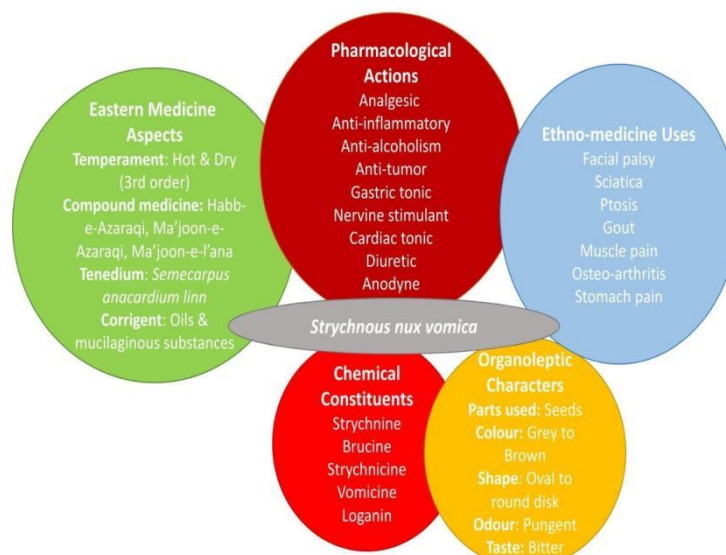 Eastern Medicine
Aspects
Temperament: Hot & Dry
(3rd order)
Compound medicine: Habb-
e-Azaraqi, Ma'joon-e-
Azaraqi, Ma'joon-e-l'ana
Tenedium: Semecarpus
anacardium linn
Corrigent: Oils &
mucilaginous substances
Pharmacological
Actions
Analgesic
Anti-inflammatory
Anti-alcoholism
Anti-tumor
Gastric tonic
Nervine stimulant
Cardiac tonic
Diuretic
Anodyne
Ethno-medicine Uses
Facial palsy
Sciatica
Ptosis
Gout
Muscle pain
Osteo-arthritis
Stomach pain
Strychnous nux vomica
Chemical
Constituents
Strychnine
Brucine
Strychnicine
Vomicine
Loganin
Organoleptic
Characters
Parts used: Seeds
Colour: Grey to
Brown
Shape: Oval to
round disk
Odour: Pungent
Taste: Bitter